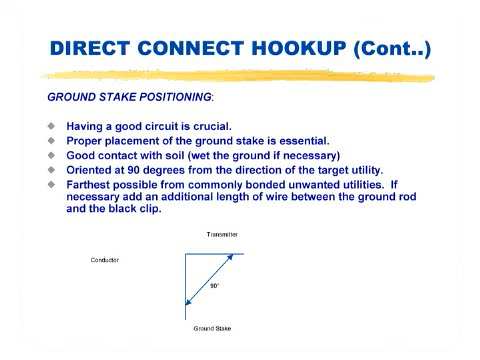 DIRECT CONNECT HOOKUP (Cont..)
GROUND STAKE POSITIONING:
Having a good circuit is crucial.
Proper placement of the ground stake is essential.
Good contact with soil (wet the ground if necessary)
Oriented at 90 degrees from the direction of the target utility.
Farthest possible from commonly bonded unwanted utilities. If
necessary add an additional length of wire between the ground rod
and the black clip.
Transmitter
Conductor
90°
Ground Stake